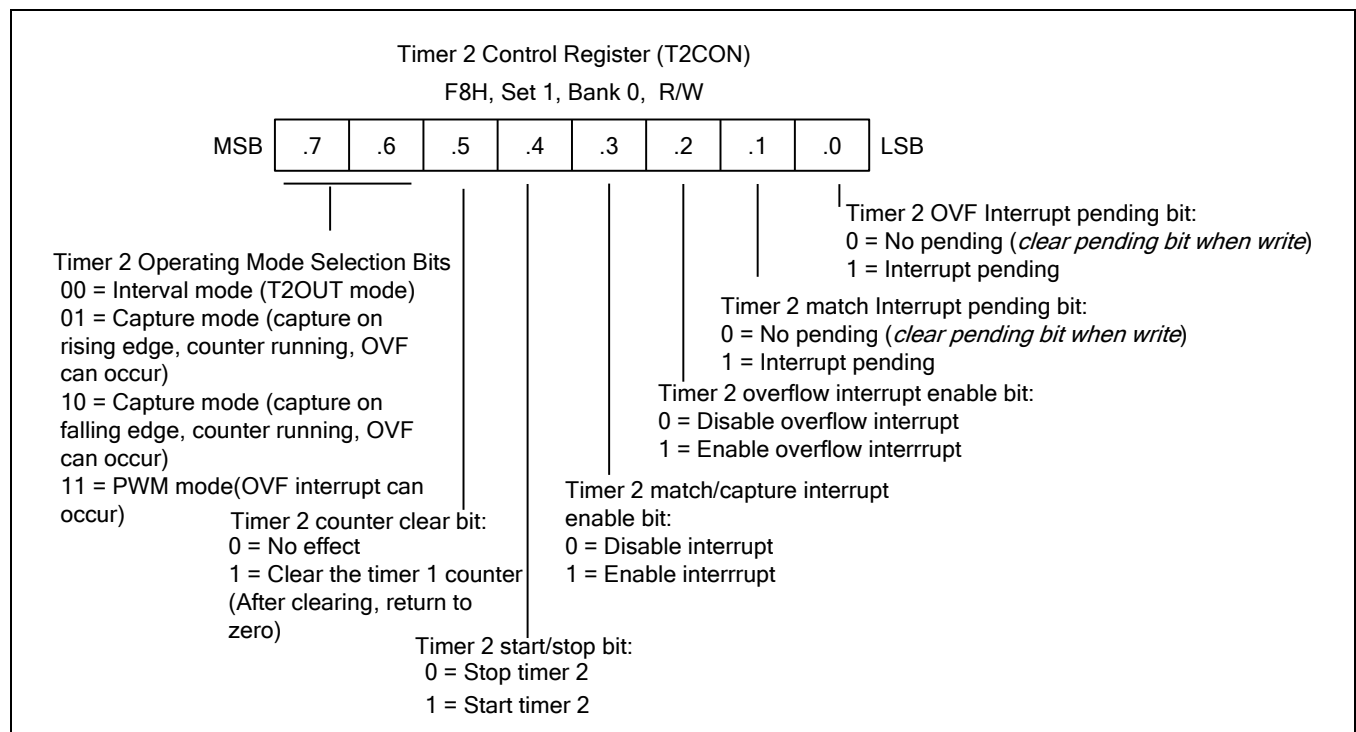 Timer 2 Control Register (T2CON)
F8H, Set 1, Bank 0, R/W
MSB .7 .6 .5 .4 .3 .2 .1 .0 LSB
Timer 2 OVF Interrupt pending bit:
0 = No pending (clear pending bit when write)
1 = Interrupt pending
Timer 2 match Interrupt pending bit:
0 = No pending (clear pending bit when write)
1 = Interrupt pending
Timer 2 overflow interrupt enable bit:
0 = Disable overflow interrupt
1 = Enable overflow interrrupt
Timer 2 match/capture interrupt
enable bit:
0 = Disable interrupt
1 = Enable interrrupt
Timer 2 start/stop bit:
0 = Stop timer 2
1 = Start timer 2
Timer 2 counter clear bit:
0 = No effect
1 = Clear the timer 1 counter
(After clearing, return to
zero)
Timer 2 Operating Mode Selection Bits
00 = Interval mode (T2OUT mode)
01 = Capture mode (capture on
rising edge, counter running, OVF
can occur)
10 = Capture mode (capture on
falling edge, counter running, OVF
can occur)
11 = PWM mode(OVF interrupt can
occur)